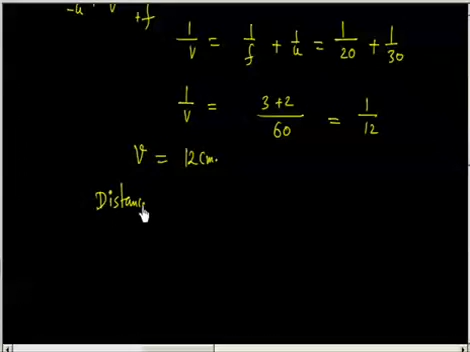 -u + v +f
1/v = 1/f + 1/u = 1/20 + 1/30
1/v = 3+2/60 = 1/12
V = 12cm.
Distanc